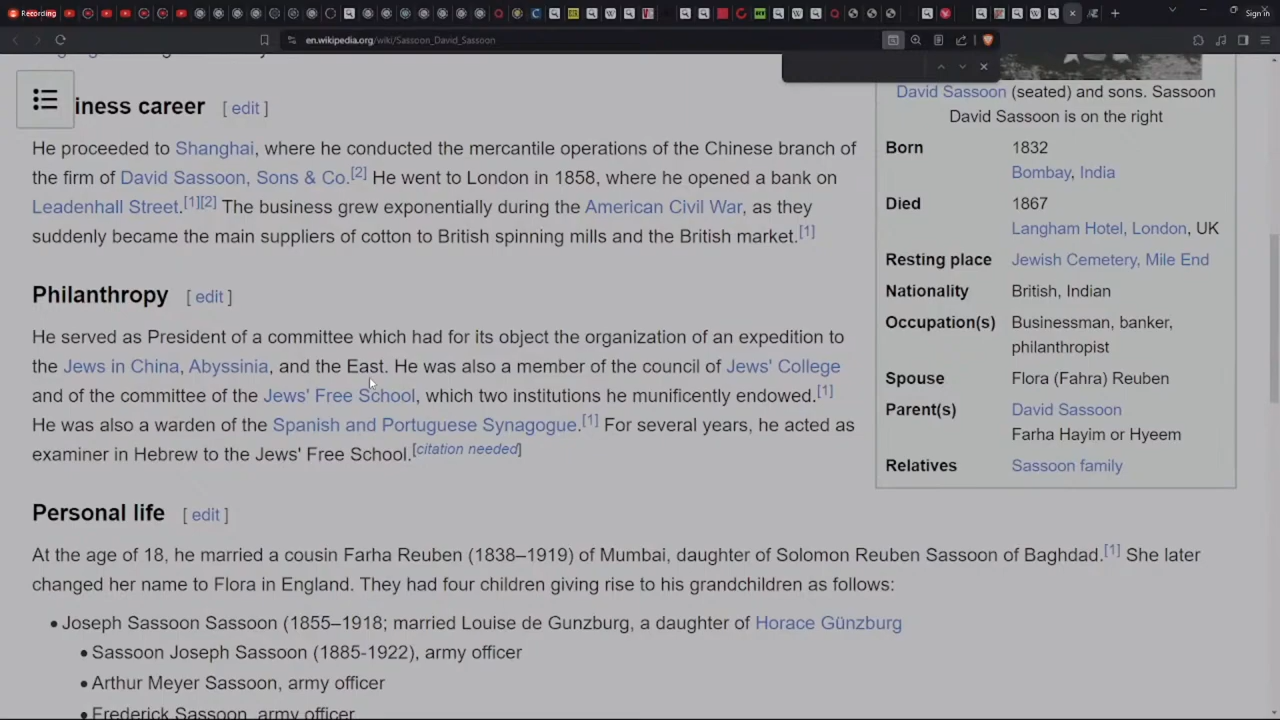 Recording
Sign in
en.wikipedia.org/wiki/Sassoon_David_Sassoon
iness career [ edit ]
He proceeded to Shanghai, where he conducted the mercantile operations of the Chinese branch of
the firm of David Sassoon, Sons & Co.[2] He went to London in 1858, where he opened a bank on
Leadenhall Street.[1][2] The business grew exponentially during the American Civil War, as they
suddenly became the main suppliers of cotton to British spinning mills and the British market.[1]
Philanthropy [ edit ]
He served as President of a committee which had for its object the organization of an expedition to
the Jews in China, Abyssinia, and the East. He was also a member of the council of Jews' College
and of the committee of the Jews' Free School, which two institutions he munificently endowed.[1]
He was also a warden of the Spanish and Portuguese Synagogue.[1] For several years, he acted as
examiner in Hebrew to the Jews' Free School.[citation needed]
Personal life [ edit ]
At the age of 18, he married a cousin Farha Reuben (1838–1919) of Mumbai, daughter of Solomon Reuben Sassoon of Baghdad.[1] She later
changed her name to Flora in England. They had four children giving rise to his grandchildren as follows:
• Joseph Sassoon Sassoon (1855–1918; married Louise de Gunzburg, a daughter of Horace Günzburg
• Sassoon Joseph Sassoon (1885-1922), army officer
• Arthur Meyer Sassoon, army officer
• Frederick Sassoon, army officer
David Sassoon (seated) and sons. Sassoon
David Sassoon is on the right
Born 1832
Bombay, India
Died 1867
Langham Hotel, London, UK
Resting place Jewish Cemetery, Mile End
Nationality British, Indian
Occupation(s) Businessman, banker,
philanthropist
Spouse Flora (Fahra) Reuben
Parent(s) David Sassoon
Farha Hayim or Hyeem
Relatives Sassoon family